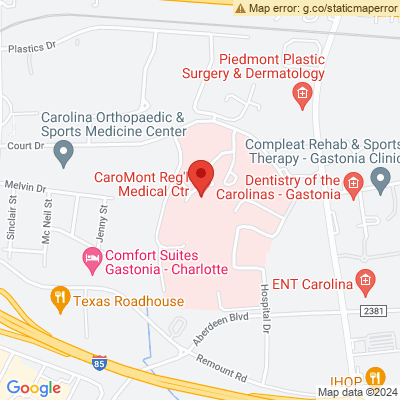 Map error: g.co/staticmaperror
Plastics Dr
Piedmont Plastic
Surgery & Dermatology
Carolina Orthopaedic &
Sports Medicine Center
Court Dr
Compleat Rehab & Sports
Therapy - Gastonia Clinic
CaroMont Reg'l
Medical Ctr
Dentistry of the
Carolinas - Gastonia
Melvin Dr
Sinclair St
Mc Neil St
Jenny St
Comfort Suites
Gastonia - Charlotte
Texas Roadhouse
ENT Carolina
Hospital Dr
2381
Aberdeen Blvd
85
Remount Rd
IHOP
Google
Map data ©2024